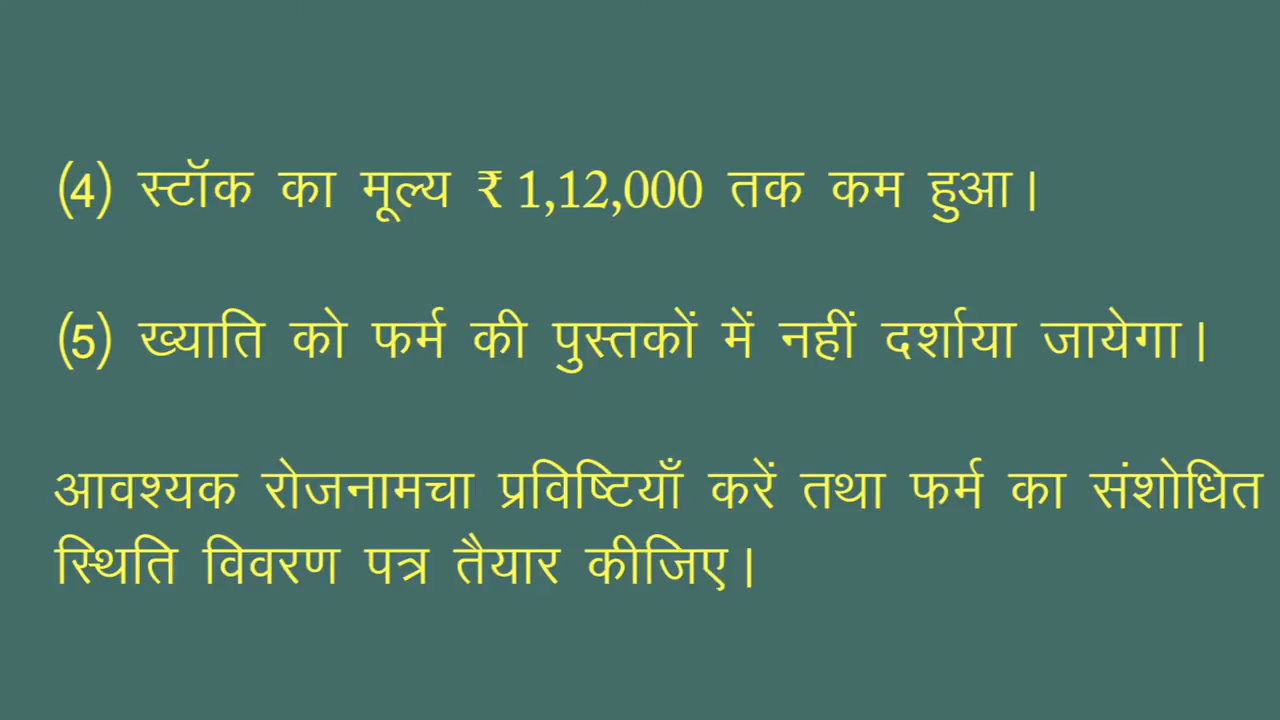 (4) स्टॉक का मूल्य ₹ 1,12,000 तक कम हुआ।
(5) ख्याति को फर्म की पुस्तकों में नहीं दर्शाया जायेगा।
आवश्यक रोजनामचा प्रविष्टियाँ करें तथा फर्म का संशोधित
स्थिति विवरण पत्र तैयार कीजिए।